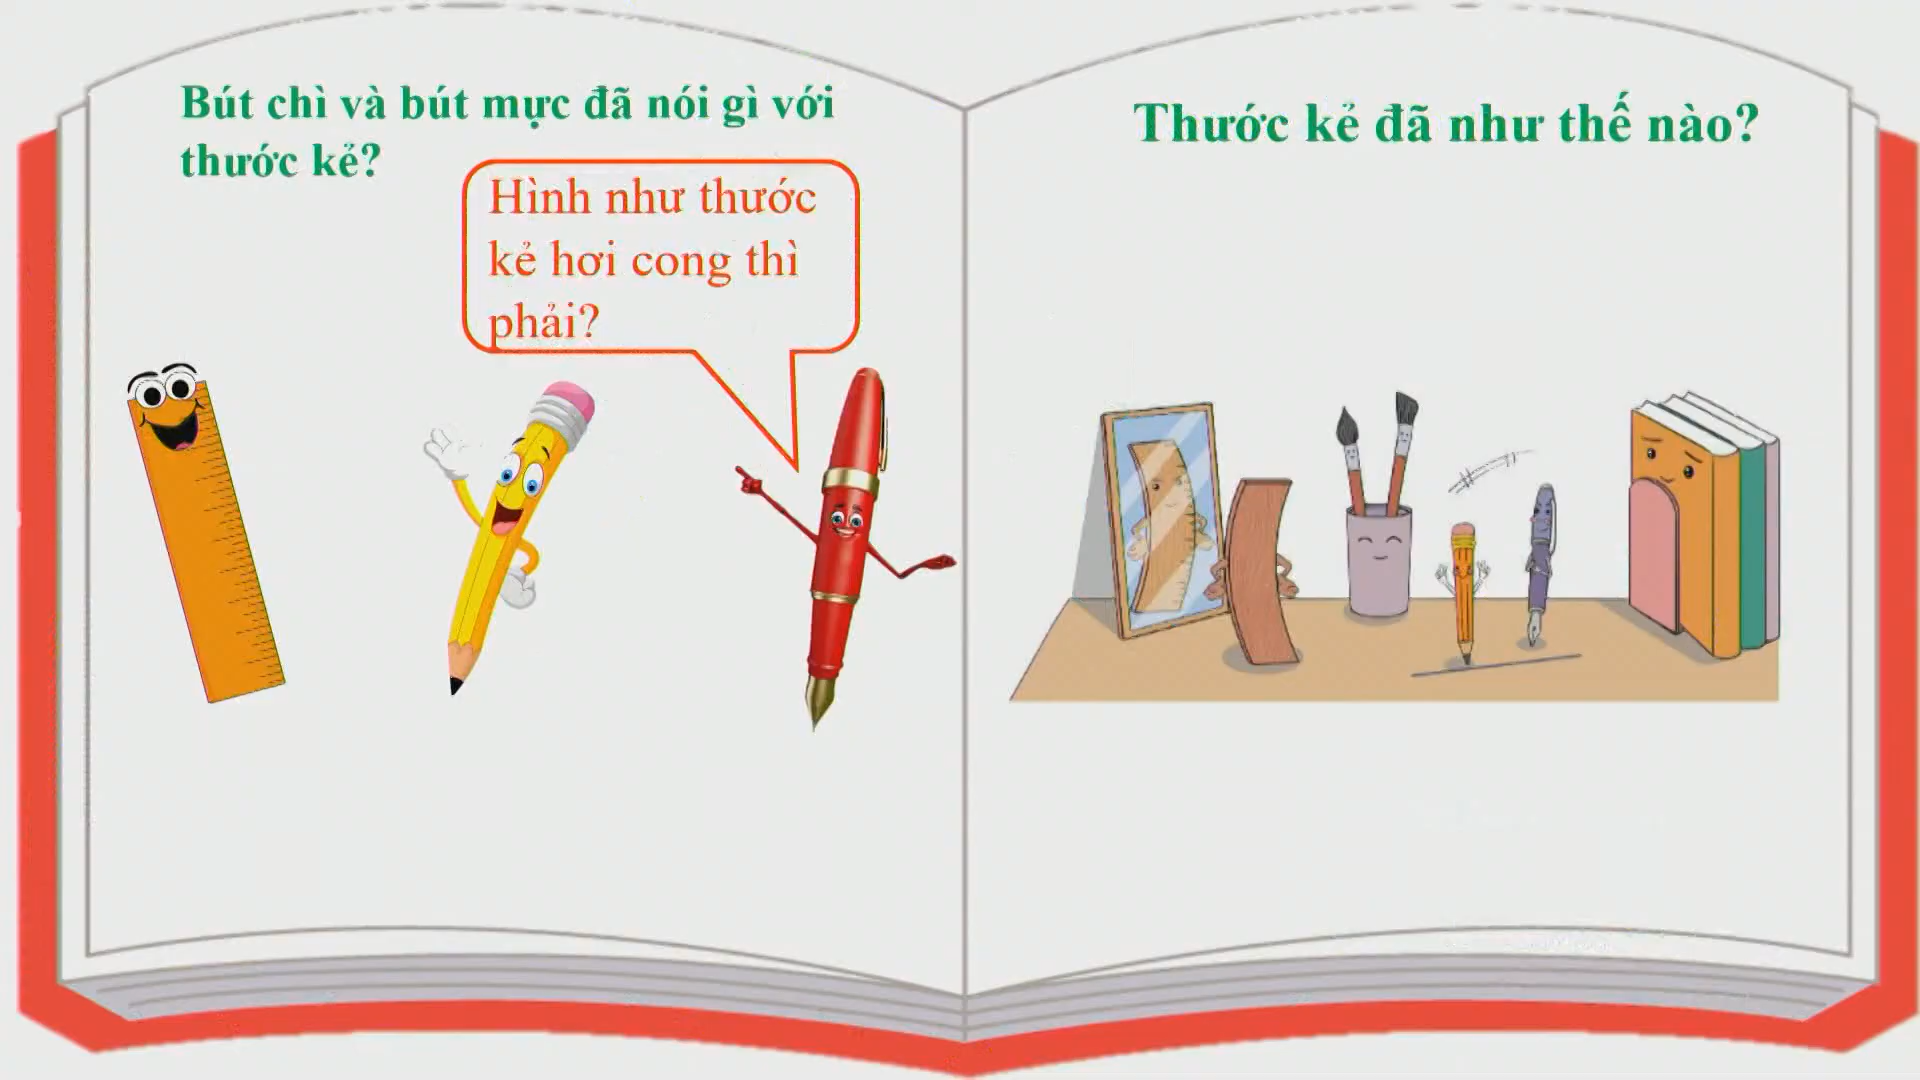 Bút chì và bút mực đã nói gì với
thước kẻ?
Hình như thước
kẻ hơi cong thì
phải?
Thước kẻ đã như thế nào?